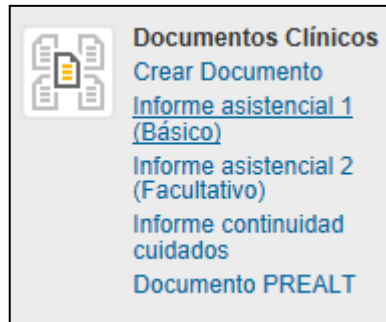 Documentos Clínicos
Crear Documento
Informe asistencial 1
(Básico)
Informe asistencial 2
(Facultativo)
Informe continuidad
cuidados
Documento PREALT